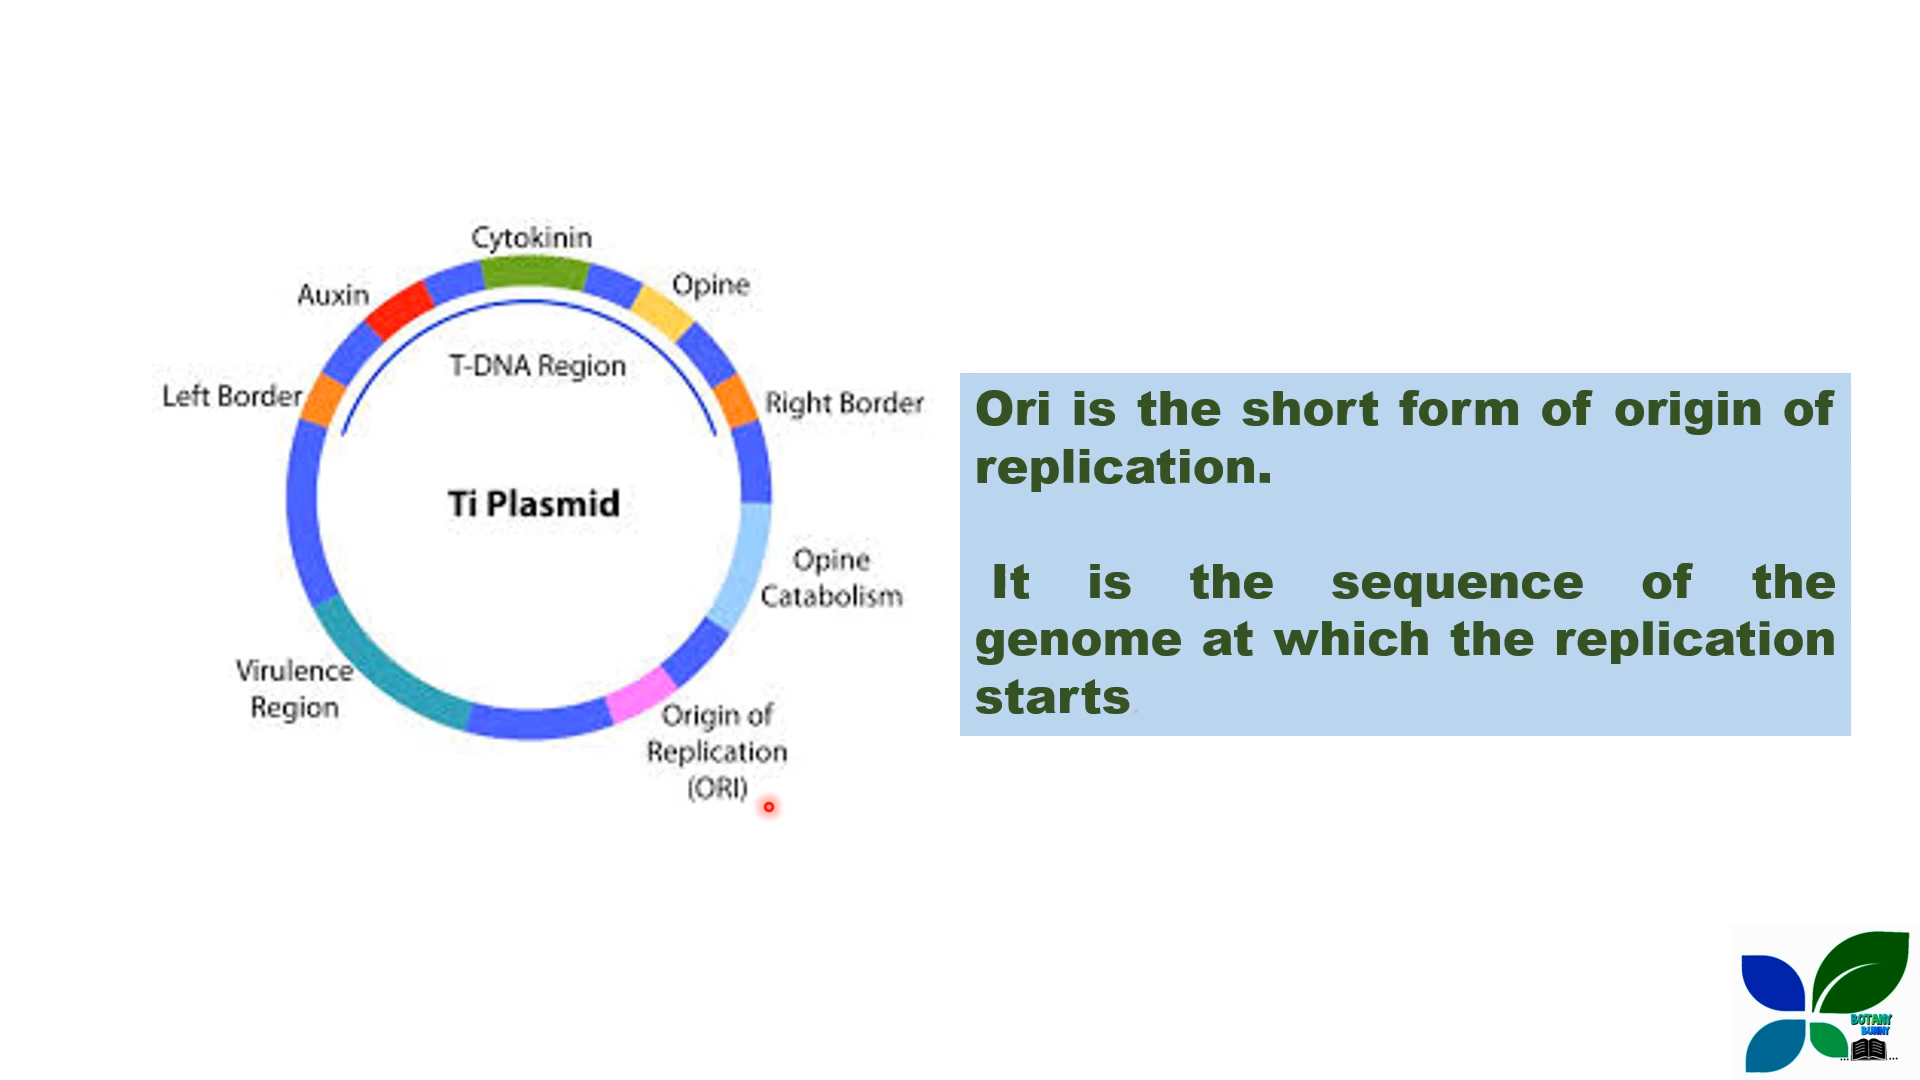 Cytokinin
Auxin
Opine
T-DNA Region
Left Border
Right Border
Ti Plasmid
Opine
Catabolism
Virulence
Region
Origin of
Replication
(ORI)
Ori is the short form of origin of
replication.
It is the sequence of the
genome at which the replication
starts.
BOTANY
BUNNY